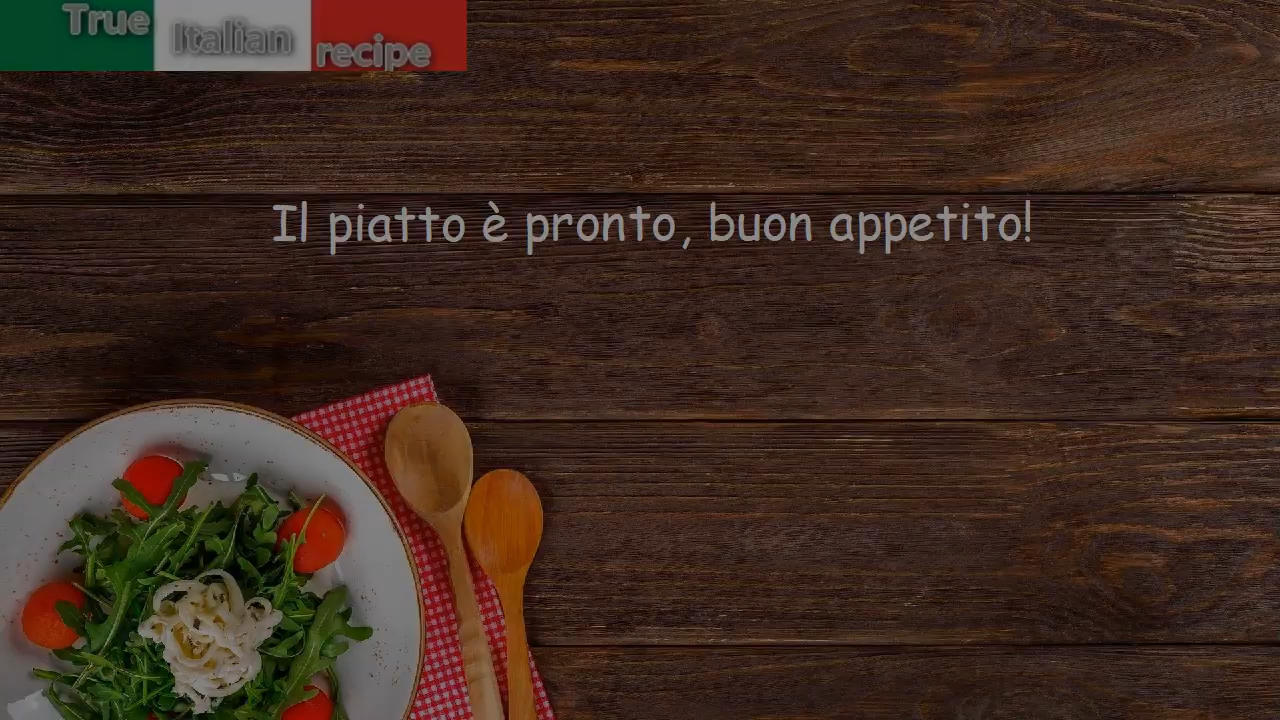 True Italian recipe
Il piatto è pronto, buon appetito!